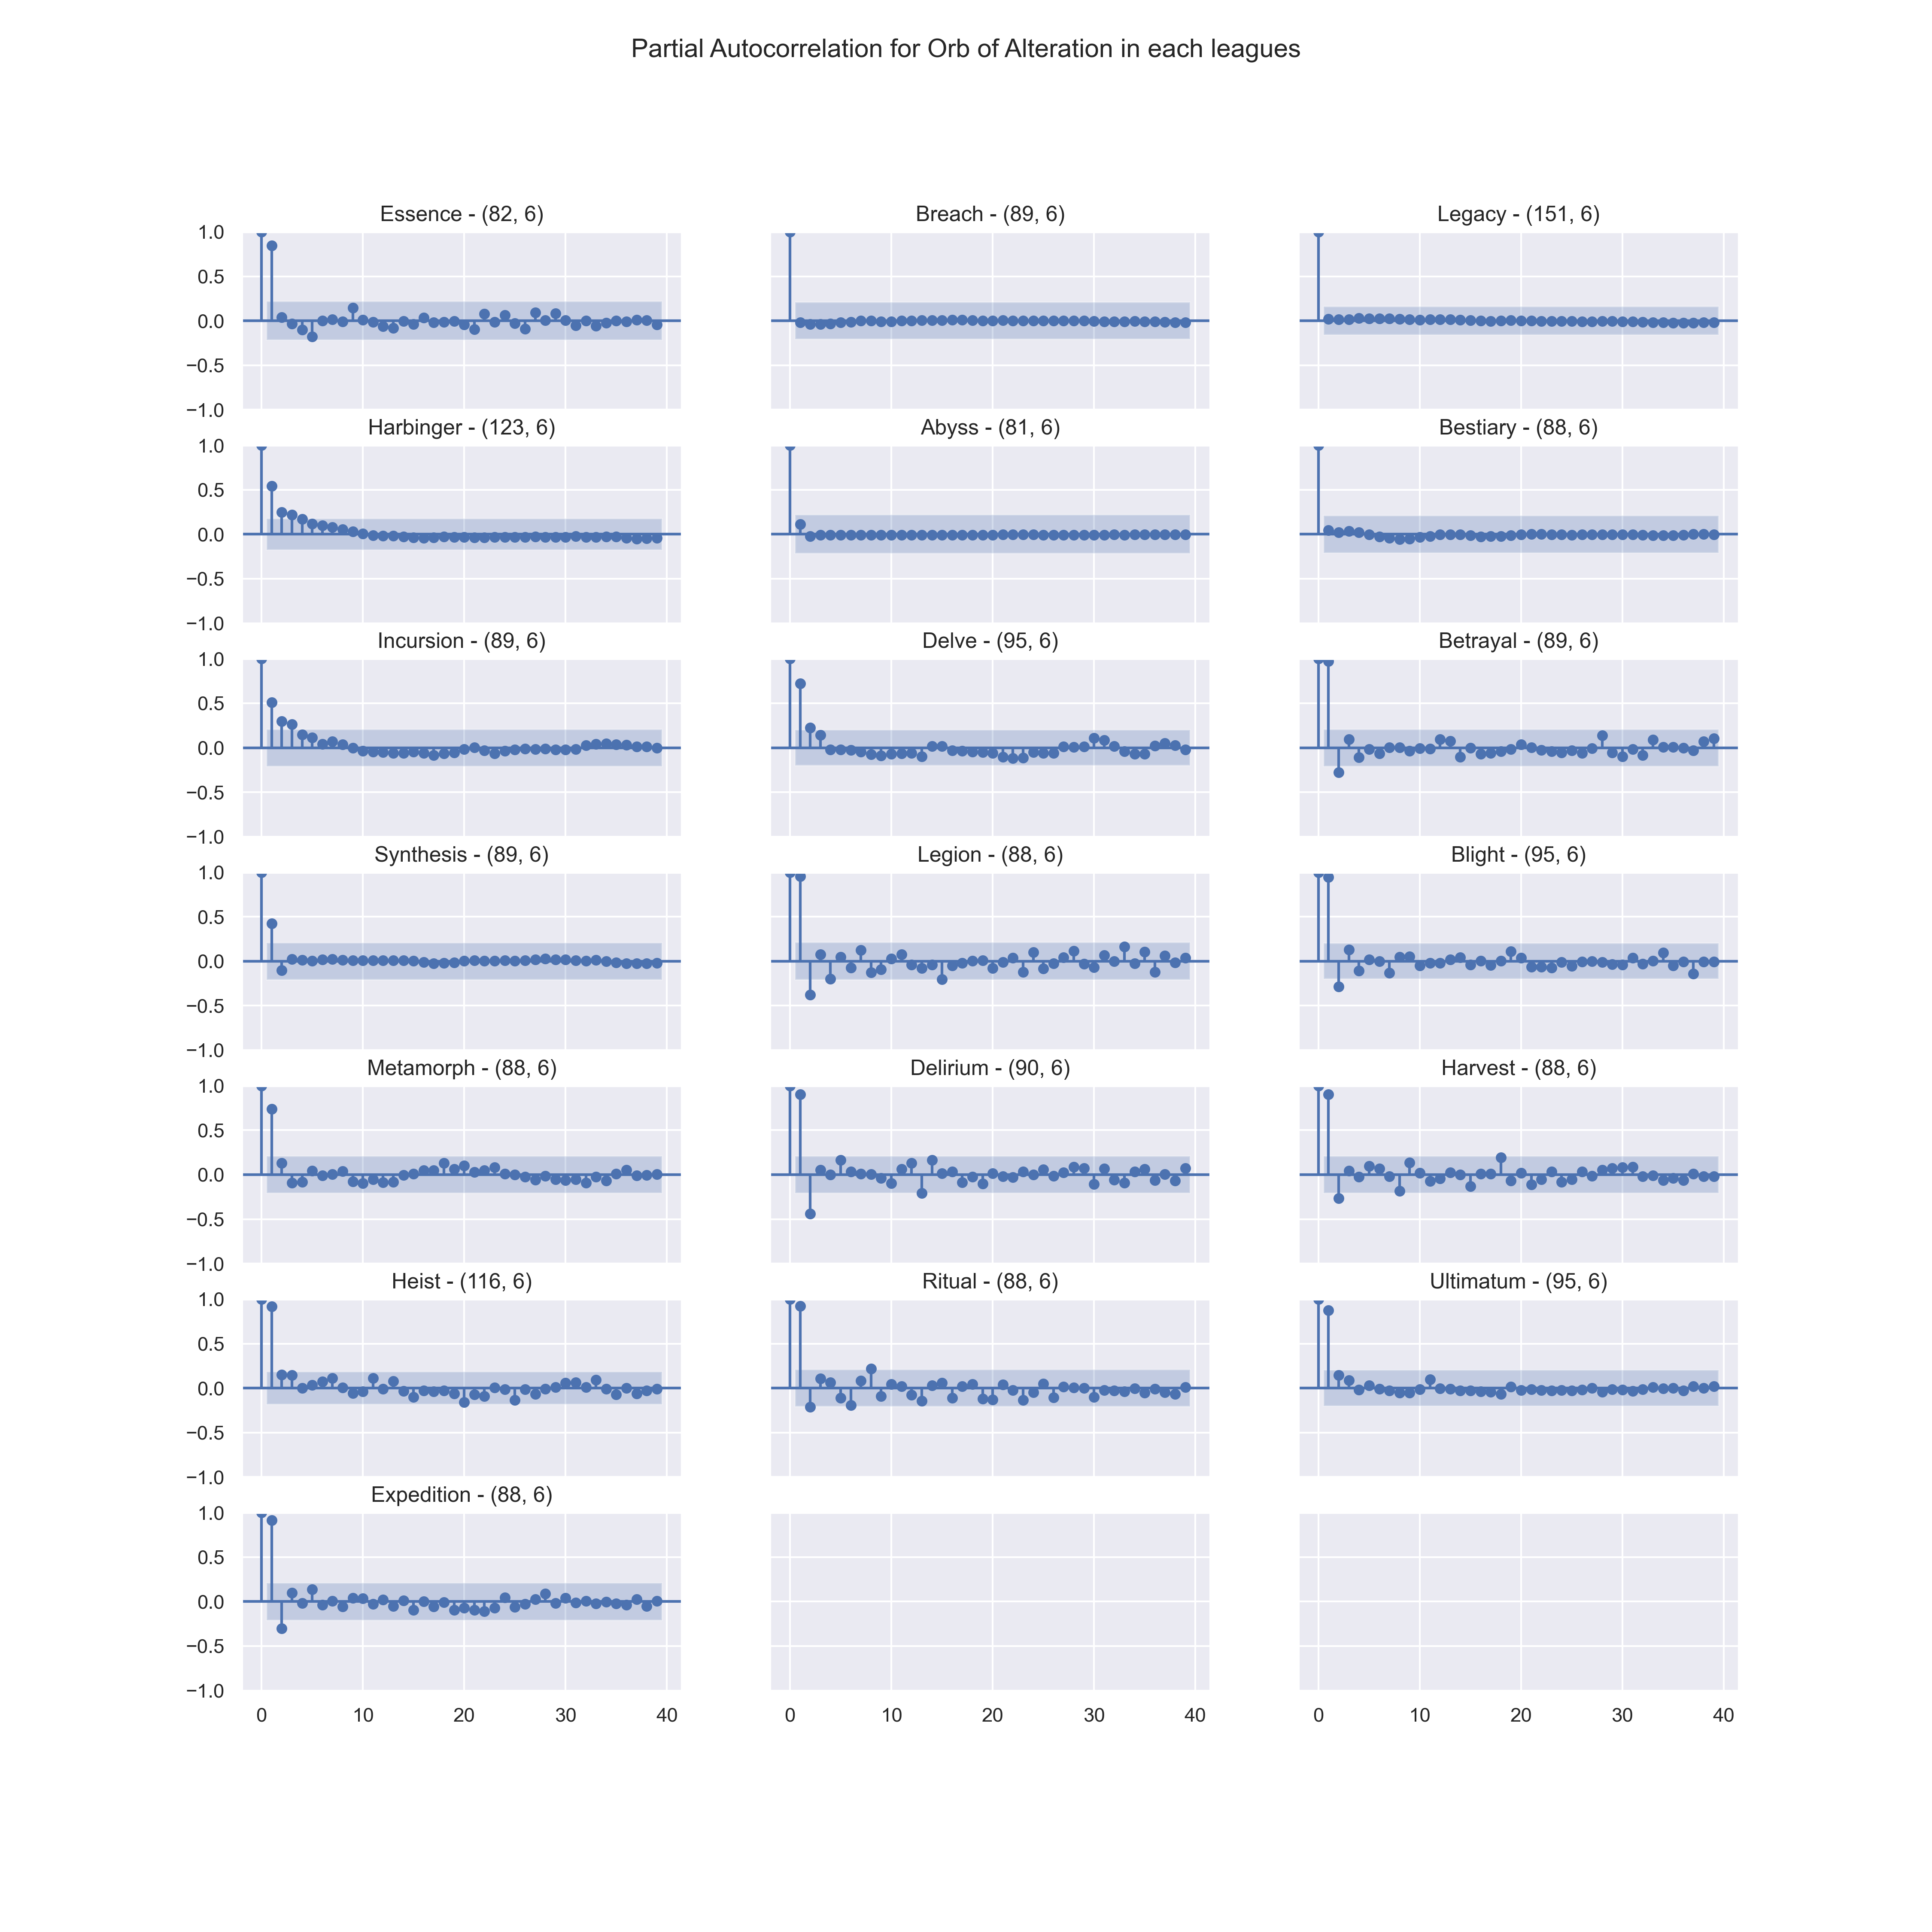 Partial Autocorrelation for Orb of Alteration in each leagues
Essence - (82, 6)
Breach - (89, 6)
Legacy - (151, 6)
1.0
0.5
0.0
−0.5
−1.0
Harbinger - (123, 6)
Abyss - (81, 6)
Bestiary - (88, 6)
1.0
0.5
0.0
−0.5
−1.0
Incursion - (89, 6)
Delve - (95, 6)
Betrayal - (89, 6)
1.0
0.5
0.0
−0.5
−1.0
Synthesis - (89, 6)
Legion - (88, 6)
Blight - (95, 6)
1.0
0.5
0.0
−0.5
−1.0
Metamorph - (88, 6)
Delirium - (90, 6)
Harvest - (88, 6)
1.0
0.5
0.0
−0.5
−1.0
Heist - (116, 6)
Ritual - (88, 6)
Ultimatum - (95, 6)
1.0
0.5
0.0
−0.5
−1.0
Expedition - (88, 6)
1.0
0.5
0.0
−0.5
−1.0
0 10 20 30 40
0 10 20 30 40
0 10 20 30 40